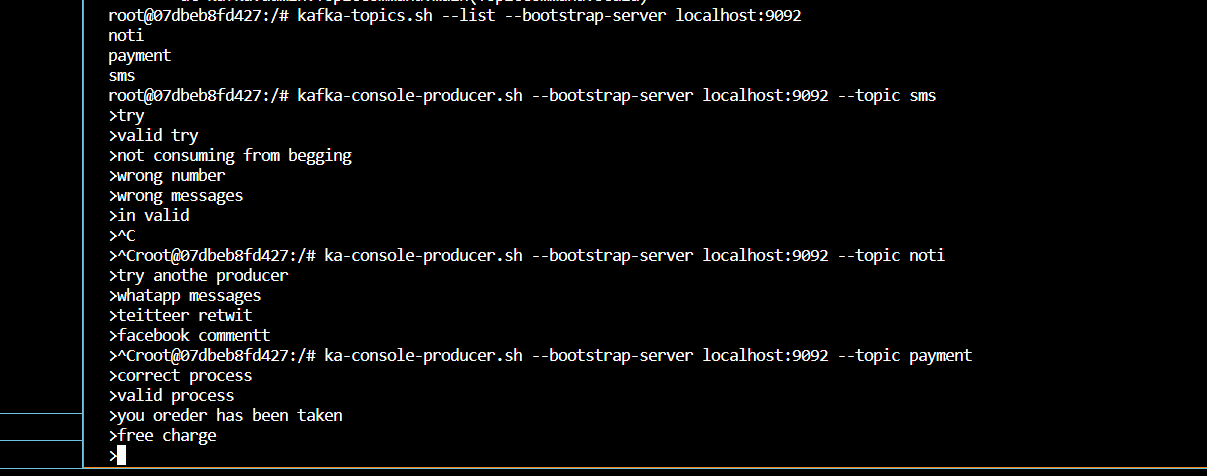 root@07dbeb8fd427:/# kafka-topics.sh --list --bootstrap-server localhost:9092
noti
payment
sms
root@07dbeb8fd427:/# kafka-console-producer.sh --bootstrap-server localhost:9092 --topic sms
>try
>valid try
>not consuming from begging
>wrong number
>wrong messages
>in valid
>^C
>^Croot@07dbeb8fd427:/# ka-console-producer.sh --bootstrap-server localhost:9092 --topic noti
>try anothe producer
>whatapp messages
>teitteer retwit
>facebook commentt
>^Croot@07dbeb8fd427:/# ka-console-producer.sh --bootstrap-server localhost:9092 --topic payment
>correct process
>valid process
>you oreder has been taken
>free charge
>